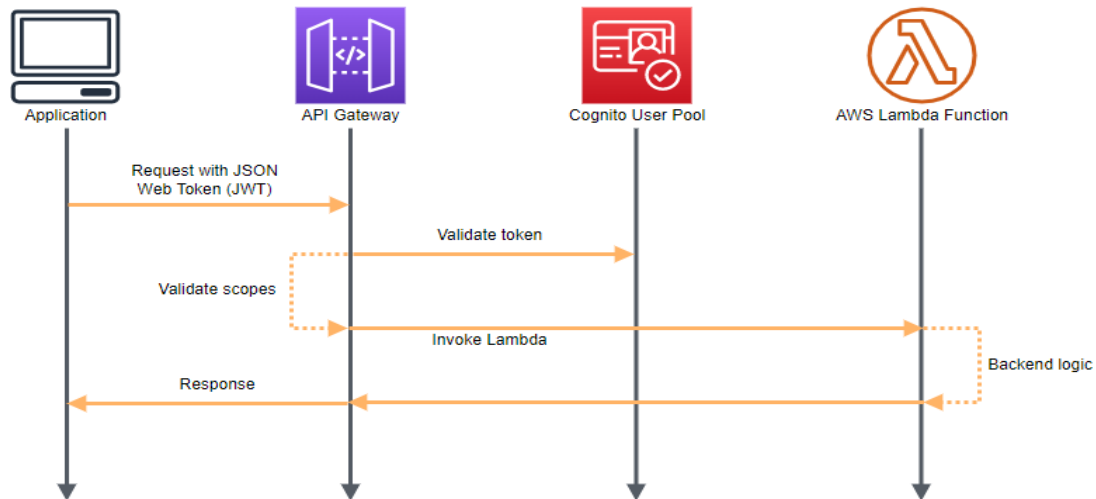 Application
API Gateway
Cognito User Pool
AWS Lambda Function
Request with JSON
Web Token (JWT)
Validate token
Validate scopes
Invoke Lambda
Backend logic
Response